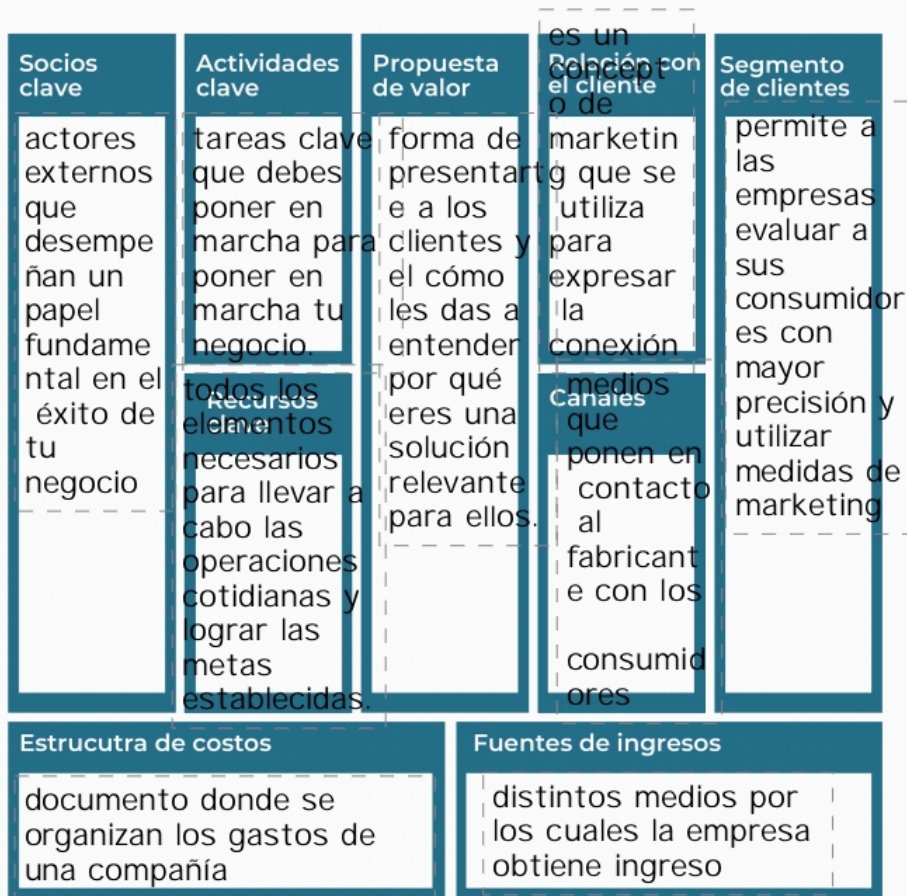 Socios
clave
actores
externos
que
desempe
ñan un
papel
fundame
ntal en el
éxito de
tu
negocio
Actividades
clave
tareas clave
que debes
poner en
marcha para
poner en
marcha tu
negocio.
Recursos
clave
todos los
elementos
necesarios
para llevar a
cabo las
operaciones
cotidianas y
lograr las
metas
establecidas.
Propuesta
de valor
forma de
presentart
e a los
clientes y
el cómo
les das a
entender
por qué
eres una
solución
relevante
para ellos.
Relación con
el cliente
es un
concept
o de
marketin
g que se
utiliza
para
expresar
la
conexión
Canales
medios
que
ponen en
contacto
al
fabricant
e con los
consumid
ores
Segmento
de clientes
permite a
las
empresas
evaluar a
sus
consumidor
es con
mayor
precisión y
utilizar
medidas de
marketing
Estrucutra de costos
documento donde se
organizan los gastos de
una compañía
Fuentes de ingresos
distintos medios por
los cuales la empresa
obtiene ingreso